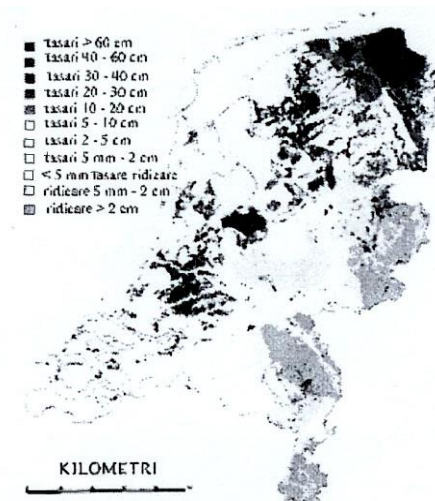 tasari > 60 cm
tasari 40 - 60 cm
tasari 30 - 40 cm
tasari 20 - 30 cm
tasari 10 - 20 cm
tasari 5 - 10 cm
tasari 2 - 5 cm
tasari 5 mm - 2 cm
< 5 mm tasare ridicare
ridicare 5 mm - 2 cm
ridicare > 2 cm
KILOMETRI